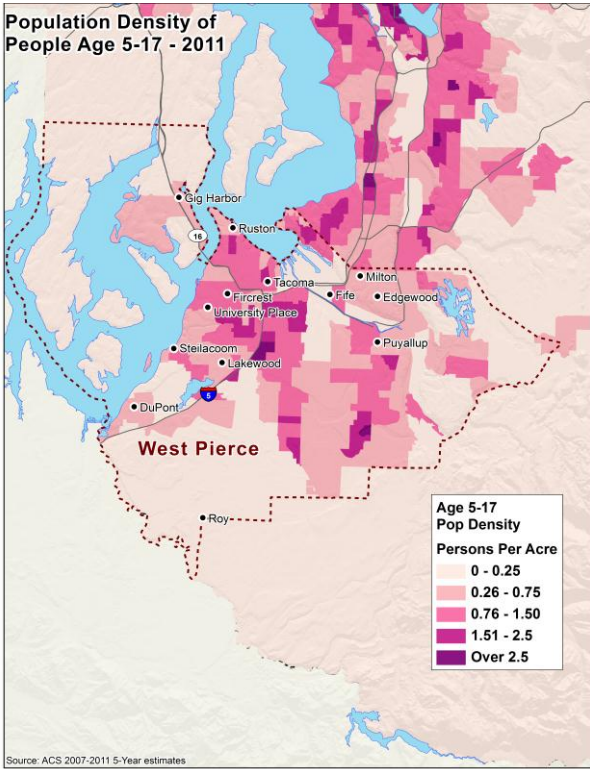 Population Density of
People Age 5-17 - 2011
Gig Harbor
16
Ruston
Tacoma
Milton
Fircrest
Fife
Edgewood
University Place
Steilacoom
Puyallup
Lakewood
5
DuPont
West Pierce
Roy
Age 5-17
Pop Density
Persons Per Acre
0 - 0.25
0.26 - 0.75
0.76 - 1.50
1.51 - 2.5
Over 2.5
Source: ACS 2007-2011 5-Year estimates